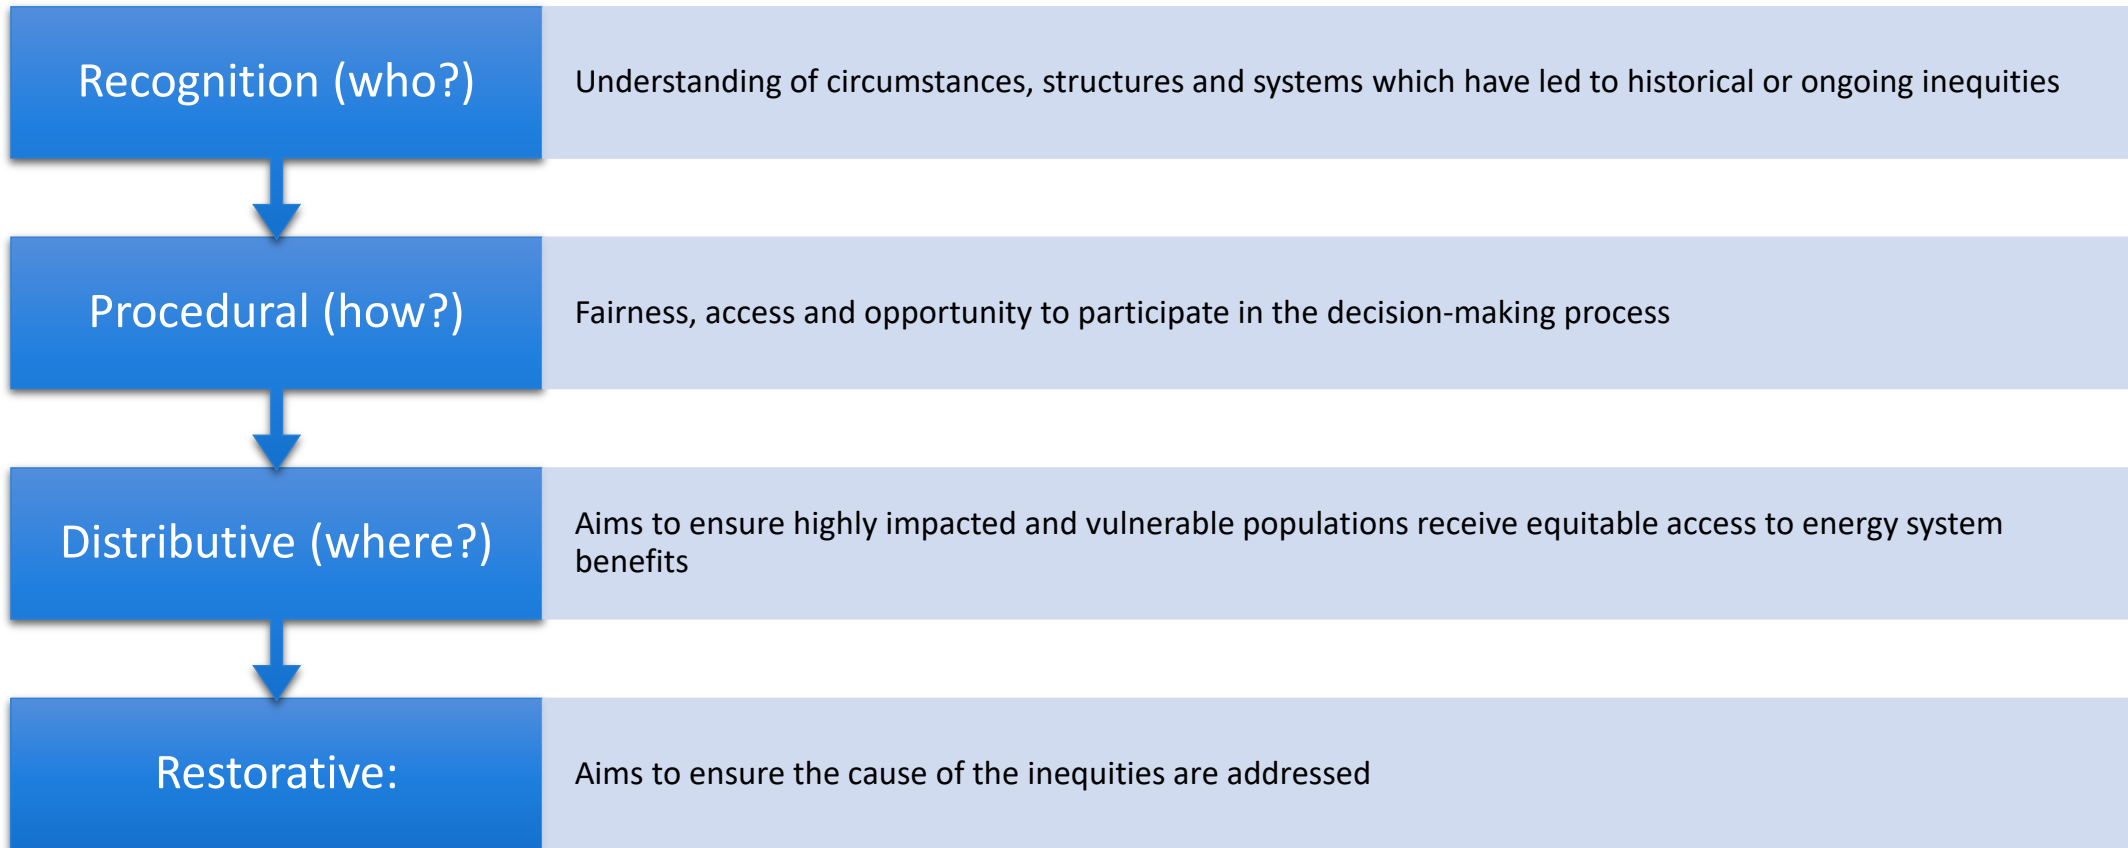 Recognition (who?)
Understanding of circumstances, structures and systems which have led to historical or ongoing inequities
Procedural (how?)
Fairness, access and opportunity to participate in the decision-making process
Distributive (where?)
Aims to ensure highly impacted and vulnerable populations receive equitable access to energy system
benefits
Restorative:
Aims to ensure the cause of the inequities are addressed